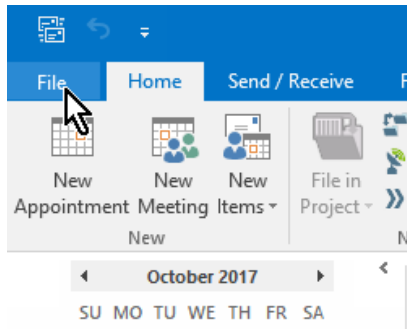 File Home Send / Receive
New Appointment New Meeting New Items File in Project
New
October 2017
SU MO TU WE TH FR SA